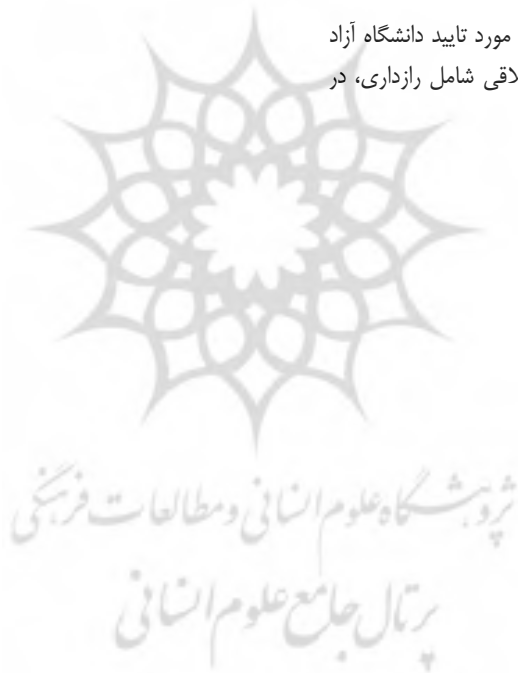 مورد تایید دانشگاه آزاد
لاقی شامل رازداری، در
پژوهشگاه علوم انسانی و مطالعات فرهنگی
پرتال جامع علوم انسانی